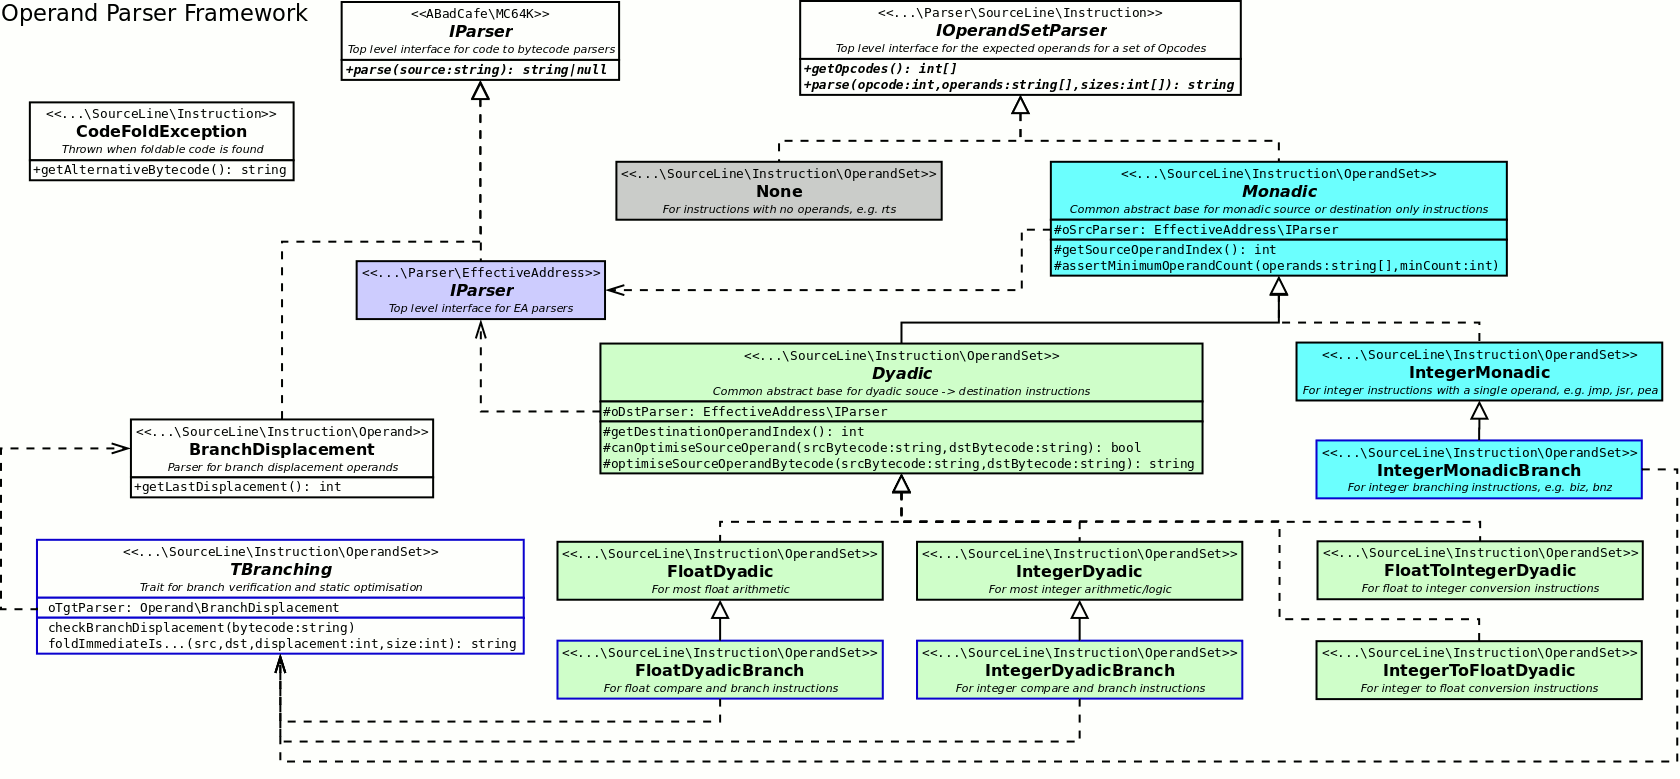 Operand Parser Framework
<<ABadCafe\MC64K>>
IParser
Top level interface for code to bytecode parsers
+parse(source:string): string|null
<<...\Parser\SourceLine\Instruction>>
IOperandSetParser
Top level interface for the expected operands for a set of Opcodes
+getOpcodes(): int[]
+parse(opcode:int,operands:string[],sizes:int[]): string
<<...\SourceLine\Instruction>>
CodeFoldException
Thrown when foldable code is found
+getAlternativeBytecode(): string
<<...\SourceLine\Instruction\OperandSet>>
None
For instructions with no operands, e.g. rts
<<...\SourceLine\Instruction\OperandSet>>
Monadic
Common abstract base for monadic source or destination only instructions
#oSrcParser: EffectiveAddress\IParser
#getSourceOperandIndex(): int
#assertMinimumOperandCount(operands:string[],minCount:int)
<<...\Parser\EffectiveAddress>>
IParser
Top level interface for EA parsers
<<...\SourceLine\Instruction\OperandSet>>
Dyadic
Common abstract base for dyadic souce -> destination instructions
#oDstParser: EffectiveAddress\IParser
#getDestinationOperandIndex(): int
#canOptimiseSourceOperand(srcBytecode:string,dstBytecode:string): bool
#optimiseSourceOperandBytecode(srcBytecode:string,dstBytecode:string): string
<<...\SourceLine\Instruction\OperandSet>>
IntegerMonadic
For integer instructions with a single operand, e.g. jmp, jsr, pea
<<...\SourceLine\Instruction\Operand>>
BranchDisplacement
Parser for branch displacement operands
+getLastDisplacement(): int
<<...\SourceLine\Instruction\OperandSet>>
IntegerMonadicBranch
For integer branching instructions, e.g. biz, bnz
<<...\SourceLine\Instruction\OperandSet>>
TBranching
Trait for branch verification and static optimisation
oTgtParser: Operand\BranchDisplacement
checkBranchDisplacement(bytecode:string)
foldImmediateIs...(src,dst,displacement:int,size:int): string
<<...\SourceLine\Instruction\OperandSet>>
FloatDyadic
For most float arithmetic
<<...\SourceLine\Instruction\OperandSet>>
IntegerDyadic
For most integer arithmetic/logic
<<...\SourceLine\Instruction\OperandSet>>
FloatToIntegerDyadic
For float to integer conversion instructions
<<...\SourceLine\Instruction\OperandSet>>
FloatDyadicBranch
For float compare and branch instructions
<<...\SourceLine\Instruction\OperandSet>>
IntegerDyadicBranch
For integer compare and branch instructions
<<...\SourceLine\Instruction\OperandSet>>
IntegerToFloatDyadic
For integer to float conversion instructions